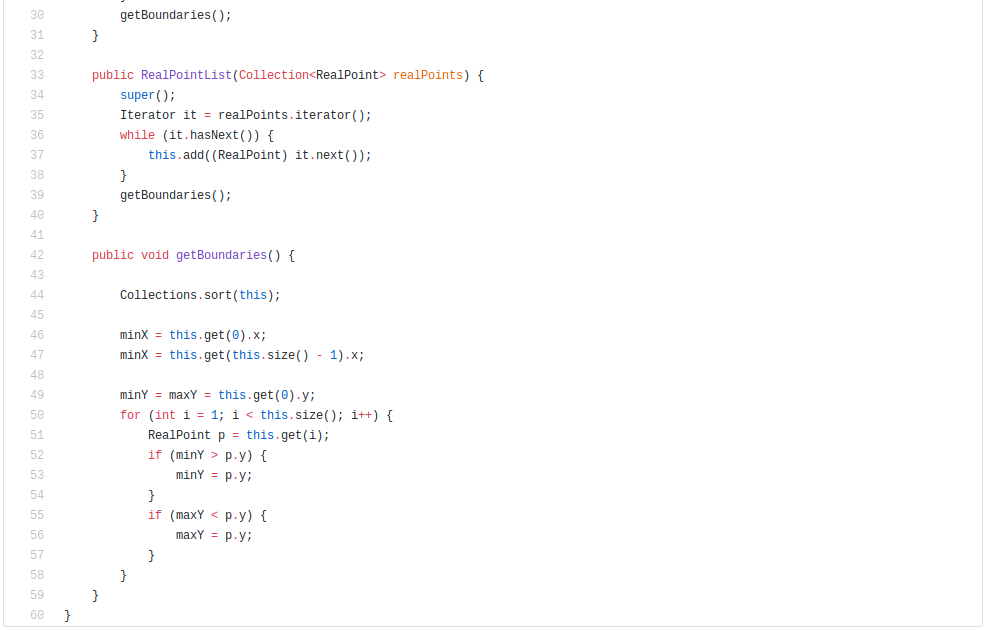 30 getBoundaries();
31 }
32
33 public RealPointList(Collection<RealPoint> realPoints) {
34 super();
35 Iterator it = realPoints.iterator();
36 while (it.hasNext()) {
37 this.add((RealPoint) it.next());
38 }
39 getBoundaries();
40 }
41
42 public void getBoundaries() {
43
44 Collections.sort(this);
45
46 minX = this.get(0).x;
47 minX = this.get(this.size() - 1).x;
48
49 minY = maxY = this.get(0).y;
50 for (int i = 1; i < this.size(); i++) {
51 RealPoint p = this.get(i);
52 if (minY > p.y) {
53 minY = p.y;
54 }
55 if (maxY < p.y) {
56 maxY = p.y;
57 }
58 }
59 }
60 }